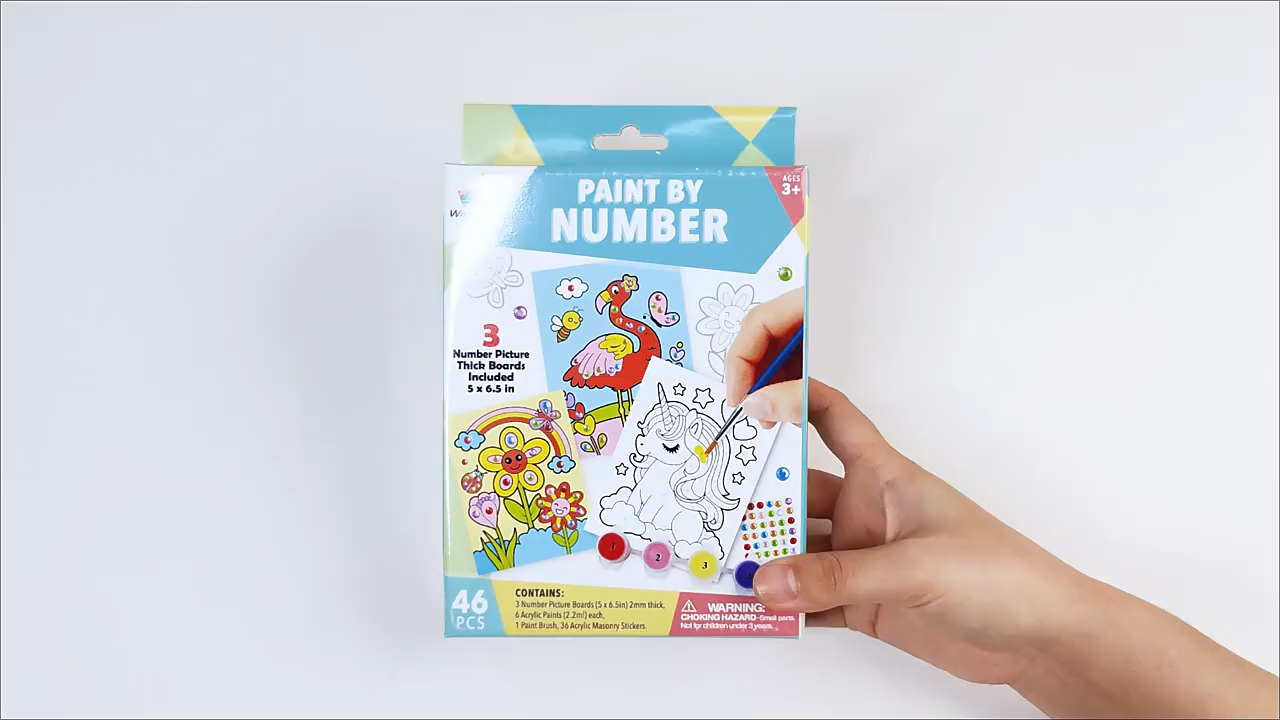 PAINT BY
NUMBER
AGES
3+
3
Number Picture
Thick Boards
Included
5 x 6.5 in
1
2
3
46
PCS
CONTAINS:
3 Number Picture Boards (5 x 6.5in) 2mm thick,
6 Acrylic Paints (2.2ml) each,
1 Paint Brush, 36 Acrylic Masonry Stickers.
WARNING:
CHOKING HAZARD-Small parts.
Not for children under 3 years.